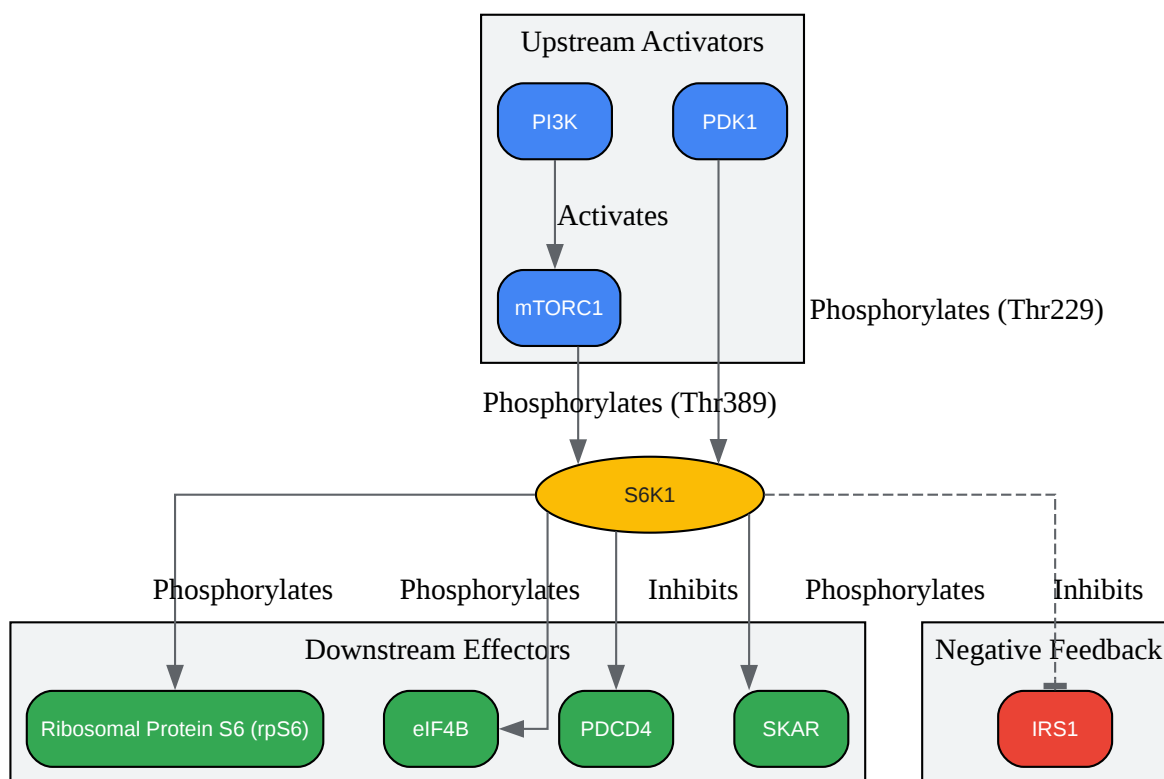 Upstream Activators
PI3K
PDK1
Activates
mTORC1
Phosphorylates (Thr229)
Phosphorylates (Thr389)
S6K1
Phosphorylates
Phosphorylates
Inhibits
Phosphorylates
Inhibits
Downstream Effectors
Negative Feedback
Ribosomal Protein S6 (rpS6)
eIF4B
PDCD4
SKAR
IRS1